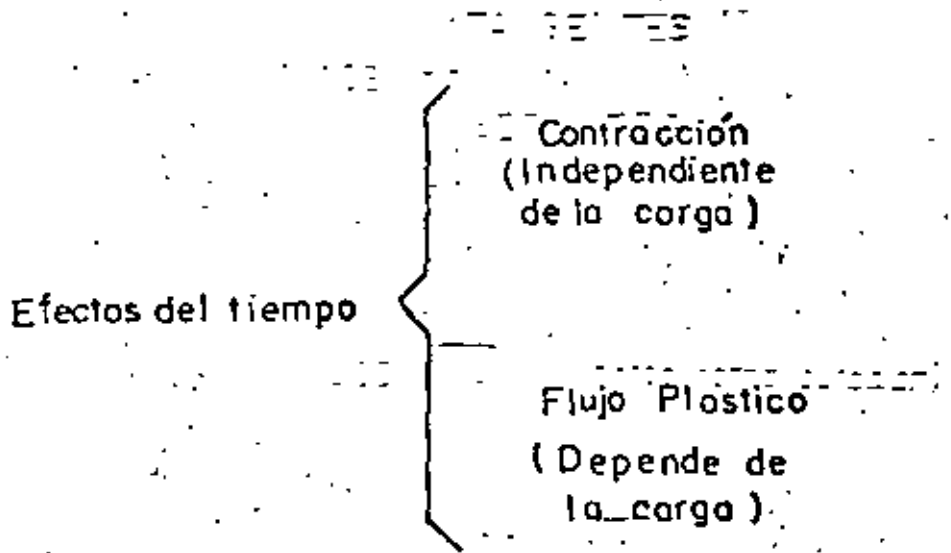 Contracción
(Independiente
de la carga)
Efectos del tiempo
Flujo Plastico
(Depende de
la carga)